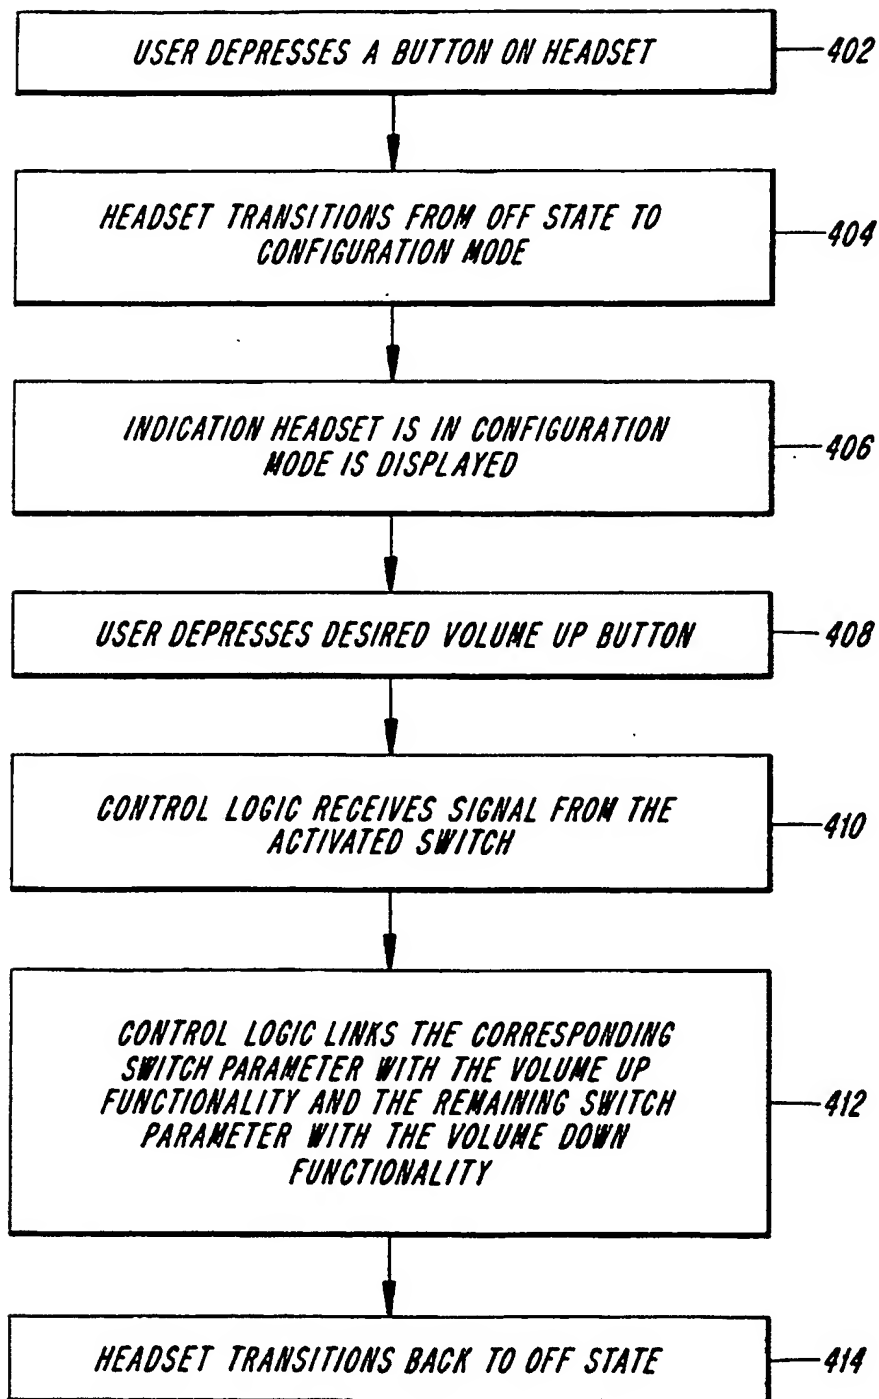 USER DEPRESSES A BUTTON ON HEADSET
402
HEADSET TRANSITIONS FROM OFF STATE TO
CONFIGURATION MODE
404
INDICATION HEADSET IS IN CONFIGURATION
MODE IS DISPLAYED
406
USER DEPRESSES DESIRED VOLUME UP BUTTON
408
CONTROL LOGIC RECEIVES SIGNAL FROM THE
ACTIVATED SWITCH
410
CONTROL LOGIC LINKS THE CORRESPONDING
SWITCH PARAMETER WITH THE VOLUME UP
FUNCTIONALITY AND THE REMAINING SWITCH
PARAMETER WITH THE VOLUME DOWN
FUNCTIONALITY
412
HEADSET TRANSITIONS BACK TO OFF STATE
414